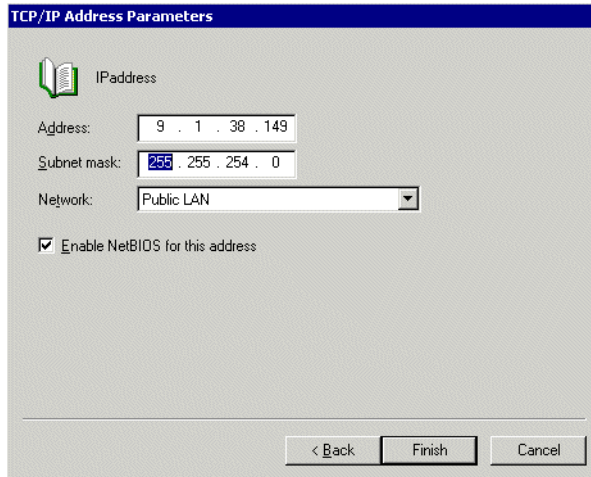 TCP/IP Address Parameters
IPaddress
Address: 9 . 1 . 38 . 149
Subnet mask: 255 . 255 . 254 . 0
Network: Public LAN
Enable NetBIOS for this address
< Back Finish Cancel